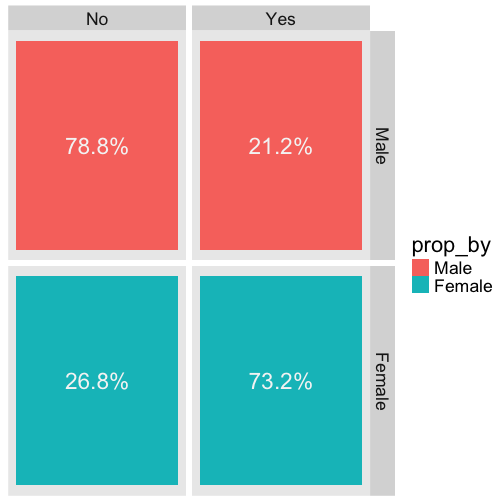 No Yes
78.8% 21.2% Male
26.8% 73.2% Female
prop_by
Male
Female